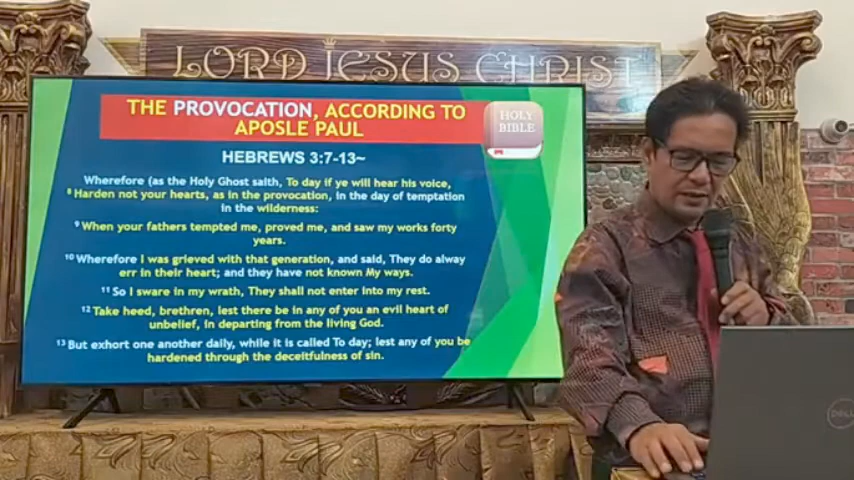 LORD JESUS CHRIST
THE PROVOCATION, ACCORDING TO
APOSLE PAUL
HOLY
BIBLE
HEBREWS 3:7-13~
Wherefore (as the Holy Ghost saith, To day if ye will hear his voice,
8 Harden not your hearts, as in the provocation, in the day of temptation
in the wilderness:
9 When your fathers tempted me, proved me, and saw my works forty
years.
10 Wherefore I was grieved with that generation, and said, They do alway
err in their heart; and they have not known My ways.
11 So I sware in my wrath, They shall not enter into my rest.
12 Take heed, brethren, lest there be in any of you an evil heart of
unbelief, in departing from the living God.
13 But exhort one another daily, while it is called To day; lest any of you be
hardened through the deceitfulness of sin.
DELL